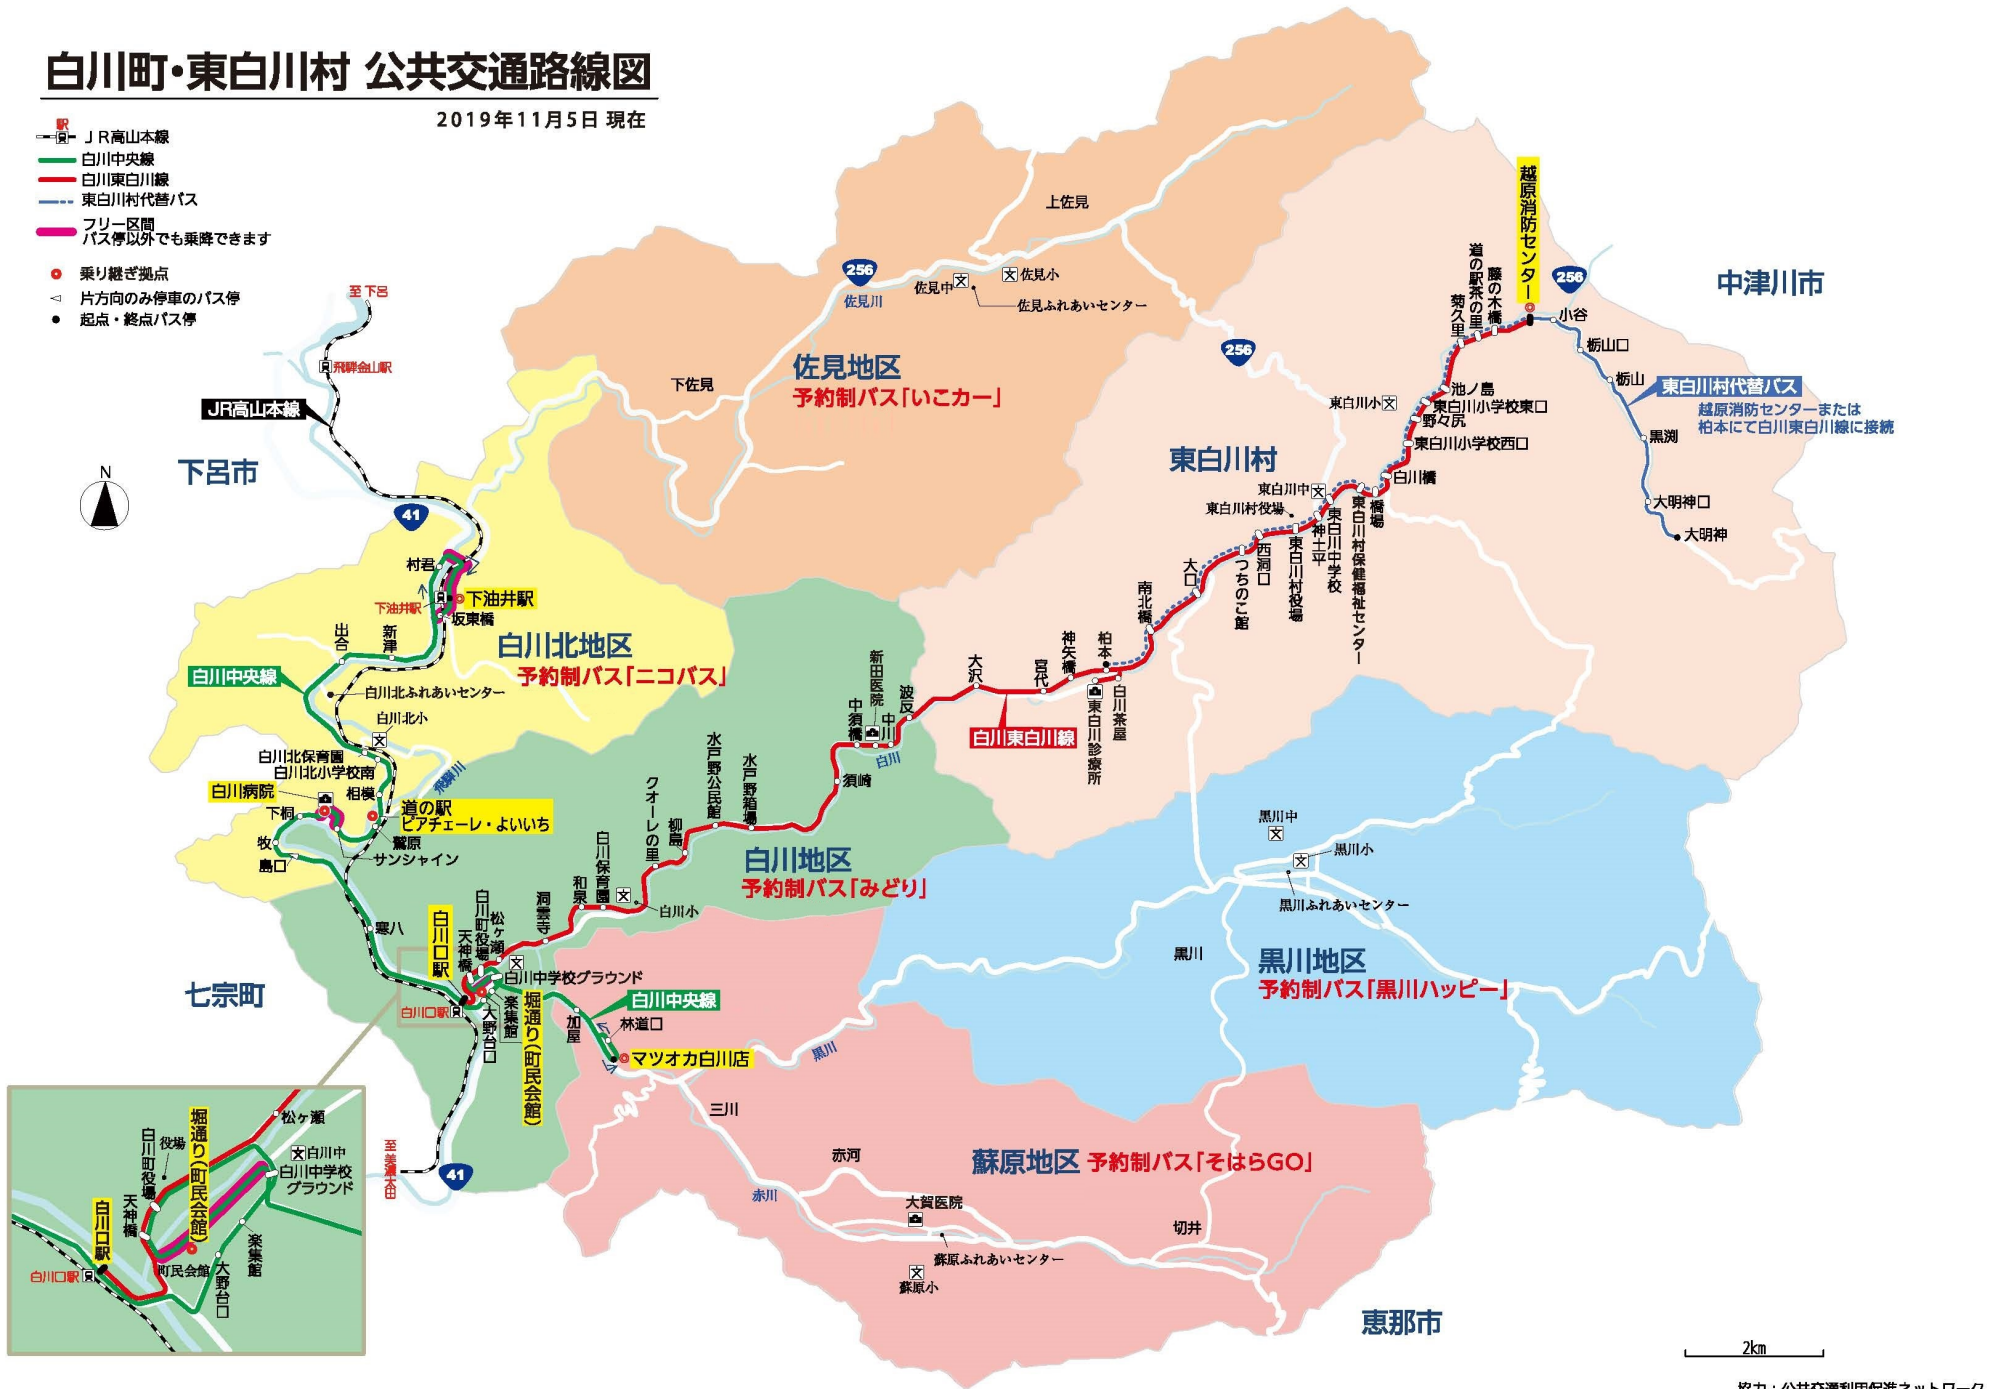 白川町・東白川村 公共交通路線図
2019年11月5日 現在
駅
JR高山本線
白川中央線
白川東白川線
東白川村代替バス
フリー区間
バス停以外でも乗降できます
乗り継ぎ拠点
片方向のみ停車のバス停
起点・終点バス停
至 下呂
飛騨金山駅
JR高山本線
下呂市
N
41
村君
下油井駅
下油井駅
坂東橋
出合
新津
白川北地区
予約制バス「ニコバス」
白川中央線
白川北ふれあいセンター
白川北小
白川北保育園
白川北小学校南
飛騨川
白川病院
相模
道の駅
ピアチェーレ・よいいち
下桐
鷲原
牧
サンシャイン
島口
寒八
七宗町
上佐見
256
佐見川
佐見中
佐見小
佐見ふれあいセンター
下佐見
佐見地区
予約制バス「いこカー」
256
越原消防センター
256
中津川市
道の駅茶の里
藤の木橋
菊久里
小谷
栃山口
栃山
東白川村代替バス
越原消防センターまたは
柏本にて白川東白川線に接続
黒渕
大明神口
大明神
池ノ島
東白川小
東白川小学校東口
野々尻
東白川小学校西口
東白川村
白川橋
東白川中
東白川村役場
橋場
東白川村保健福祉センター
東白川中学校
神土平
東白川村役場
西洞口
つちのこ館
大口
南北橋
柏本
神矢橋
宮代
大沢
白川茶屋
東白川診療所
白川東白川線
波反
新田医院
中川
中須橋
白川
須崎
水戸野箱場
水戸野公民館
柳島
クオーレの里
白川地区
予約制バス「みどり」
白川保育園
和泉
白川小
洞雲寺
松ヶ瀬
白川町役場
天神橋
白川口駅
白川中学校グラウンド
白川口駅
堀通り(町民会館)
楽集館
大野台口
白川中央線
加屋
林道口
マツオカ白川店
黒川
黒川中
黒川小
黒川ふれあいセンター
黒川
黒川地区
予約制バス「黒川ハッピー」
三川
赤河
赤川
蘇原地区 予約制バス「そはらGO」
大賀医院
蘇原ふれあいセンター
蘇原小
切井
恵那市
至 美濃太田
41
堀通り(町民会館)
松ヶ瀬
役場
白川町役場
白川中
白川中学校
グラウンド
天神橋
白川口駅
楽集館
町民会館
大野台口
白川口駅
2km
協力：公共交通利用促進ネットワーク